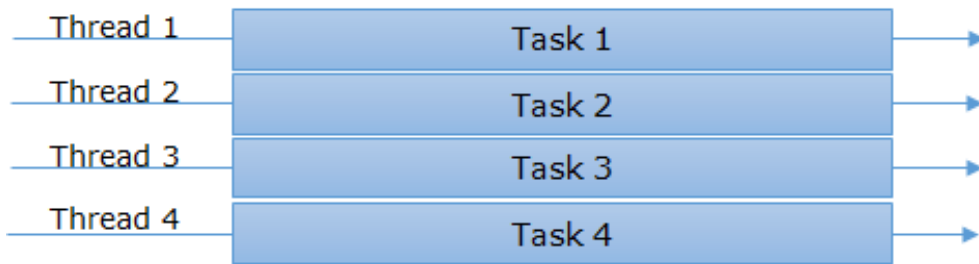 Thread 1 Task 1
Thread 2 Task 2
Thread 3 Task 3
Thread 4 Task 4